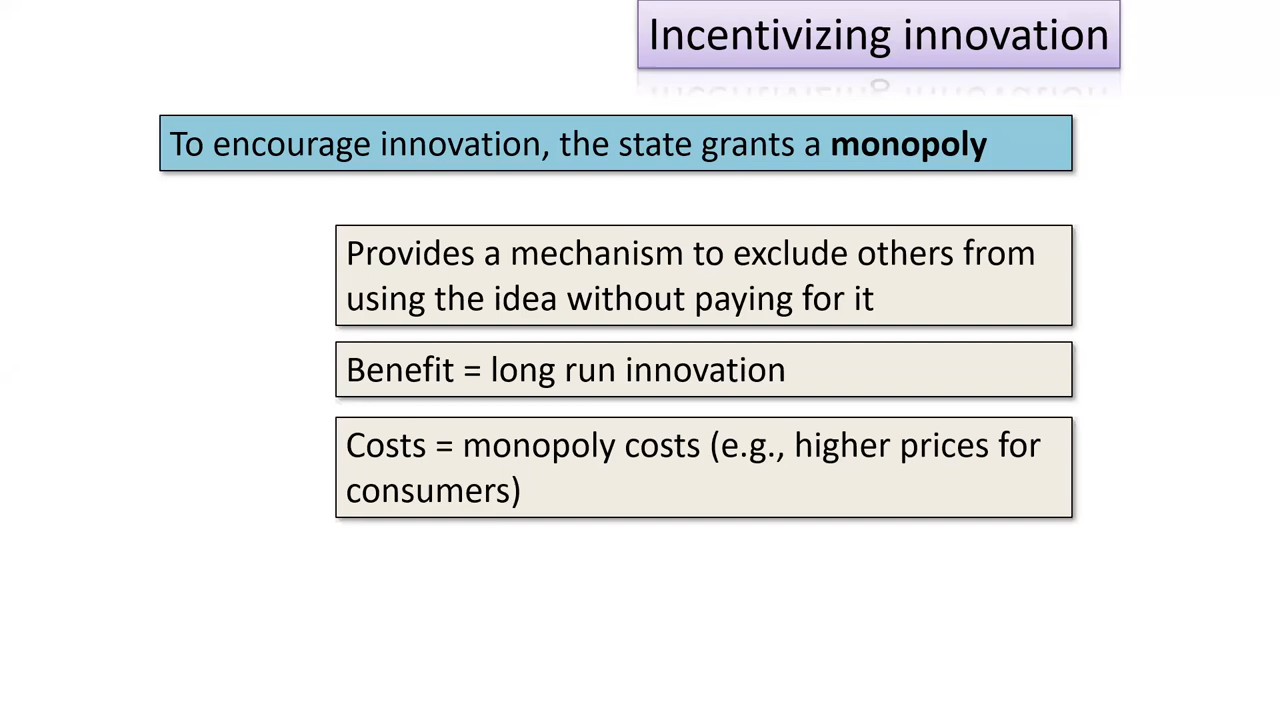 Incentivizing innovation
To encourage innovation, the state grants a monopoly
Provides a mechanism to exclude others from
using the idea without paying for it
Benefit = long run innovation
Costs = monopoly costs (e.g., higher prices for
consumers)